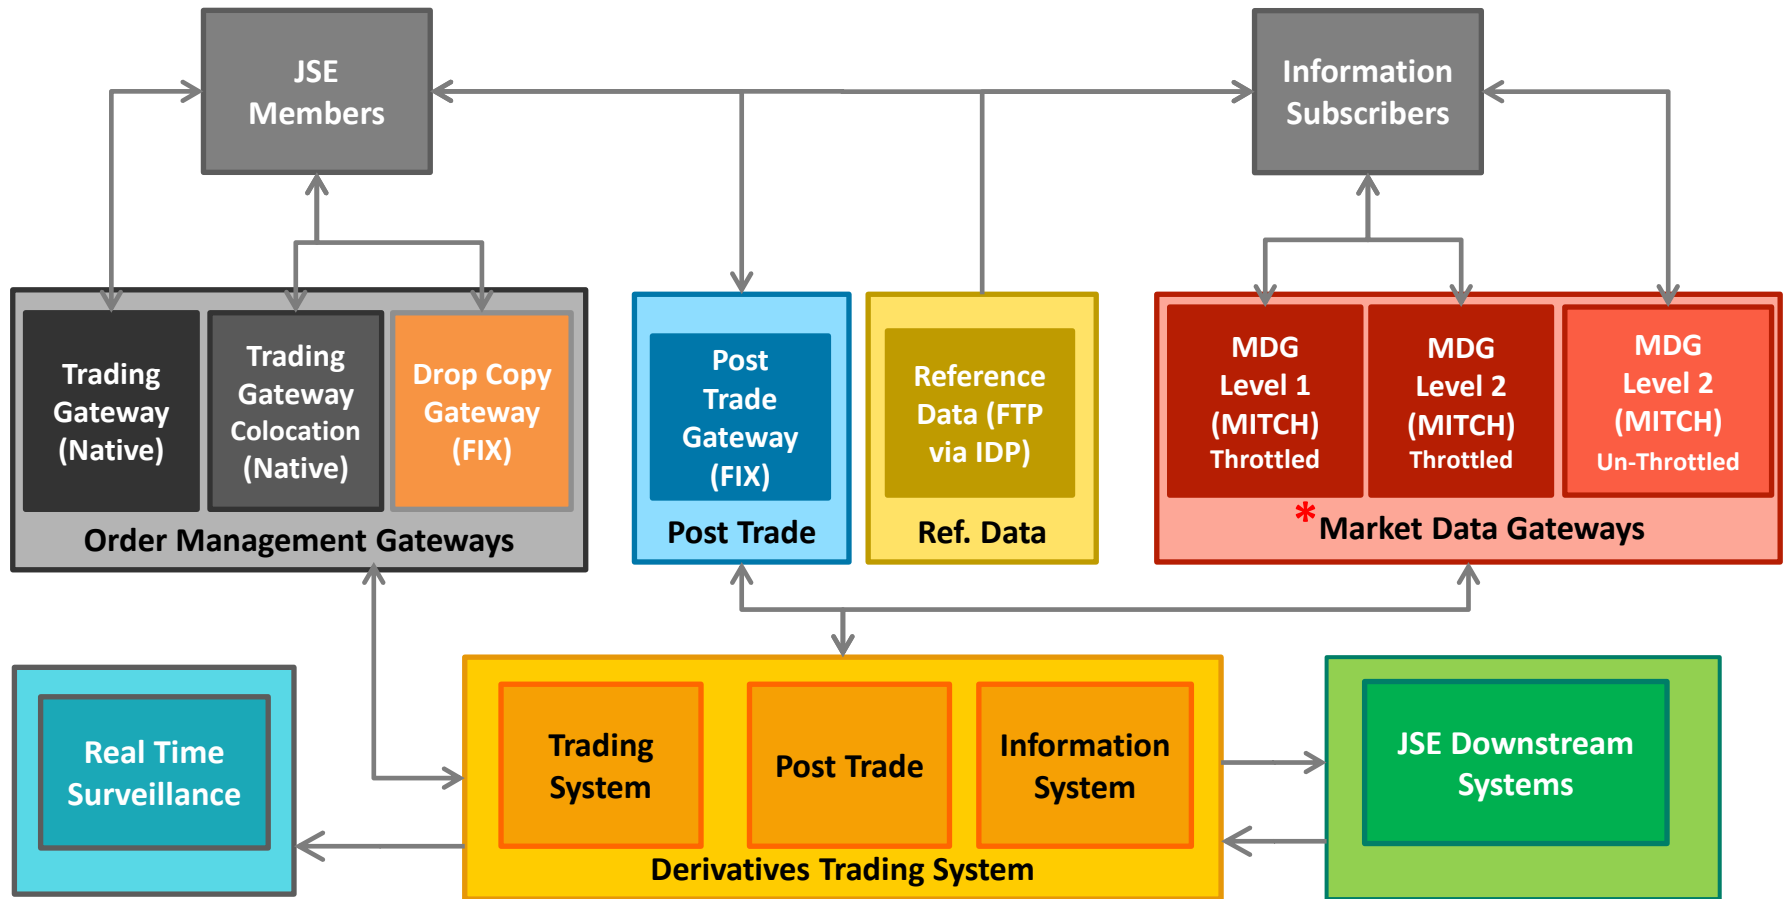 JSE
Members
Information
Subscribers
Trading
Gateway
(Native)
Trading
Gateway
Colocation
(Native)
Drop Copy
Gateway
(FIX)
Order Management Gateways
Post
Trade
Gateway
(FIX)
Post Trade
Reference
Data (FTP
via IDP)
Ref. Data
MDG
Level 1
(MITCH)
Throttled
MDG
Level 2
(MITCH)
Throttled
MDG
Level 2
(MITCH)
Un-Throttled
*Market Data Gateways
Real Time
Surveillance
Trading
System
Post Trade
Information
System
Derivatives Trading System
JSE Downstream
Systems